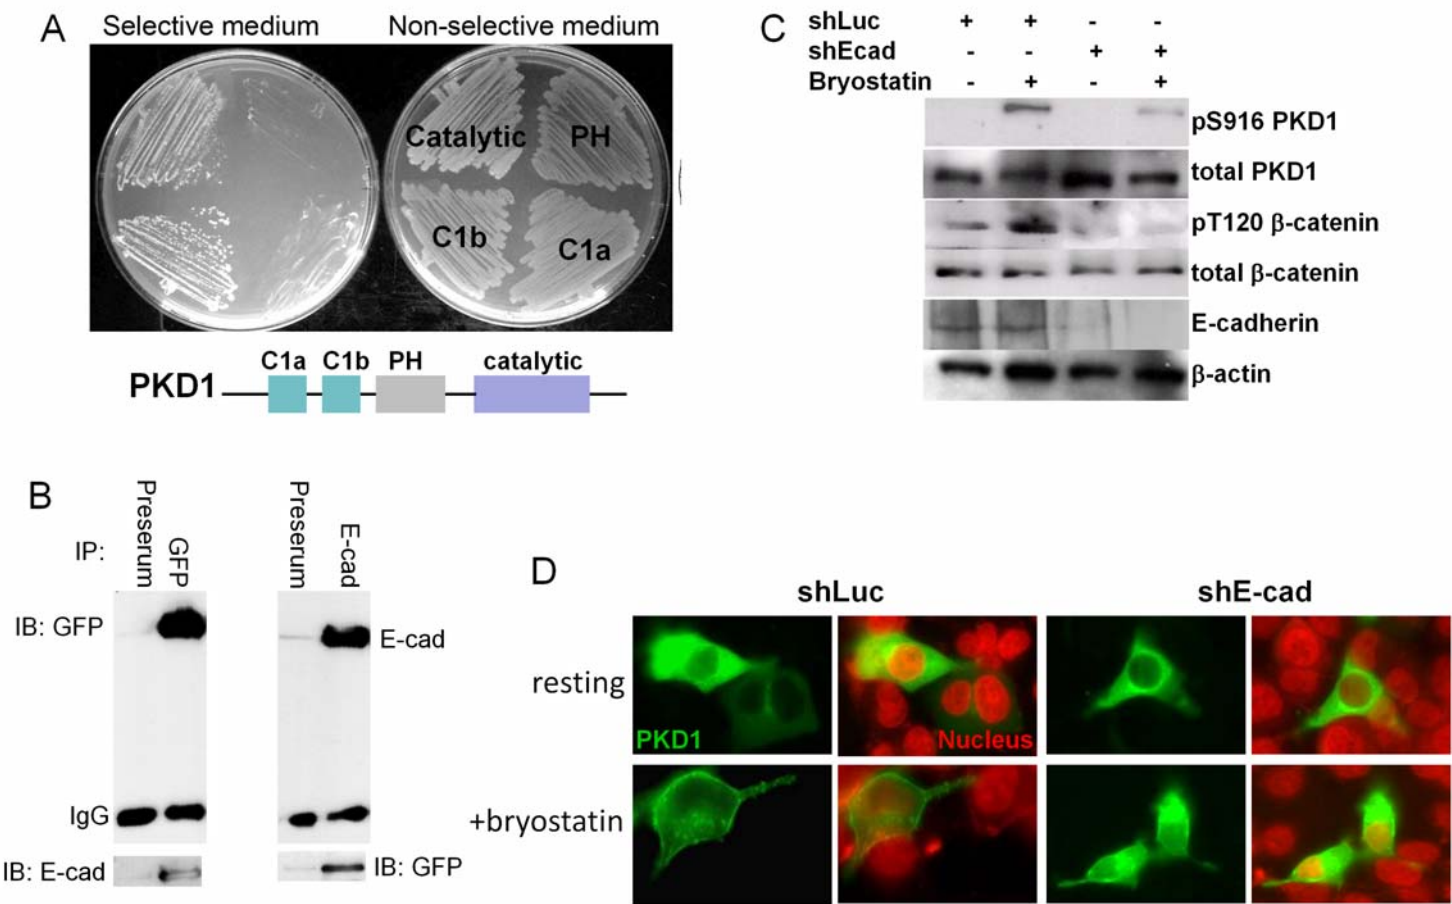 A
Selective medium
Non-selective medium
Catalytic
PH
C1b
C1a
C1a C1b PH catalytic
PKD1
B
IP:
Preserum
GFP
Preserum
E-cad
IB: GFP
E-cad
IgG
IB: E-cad
IB: GFP
C
shLuc + + - -
shEcad - - + +
Bryostatin - + - +
pS916 PKD1
total PKD1
pT120 β-catenin
total β-catenin
E-cadherin
β-actin
D
shLuc
shE-cad
resting
PKD1
Nucleus
+bryostatin